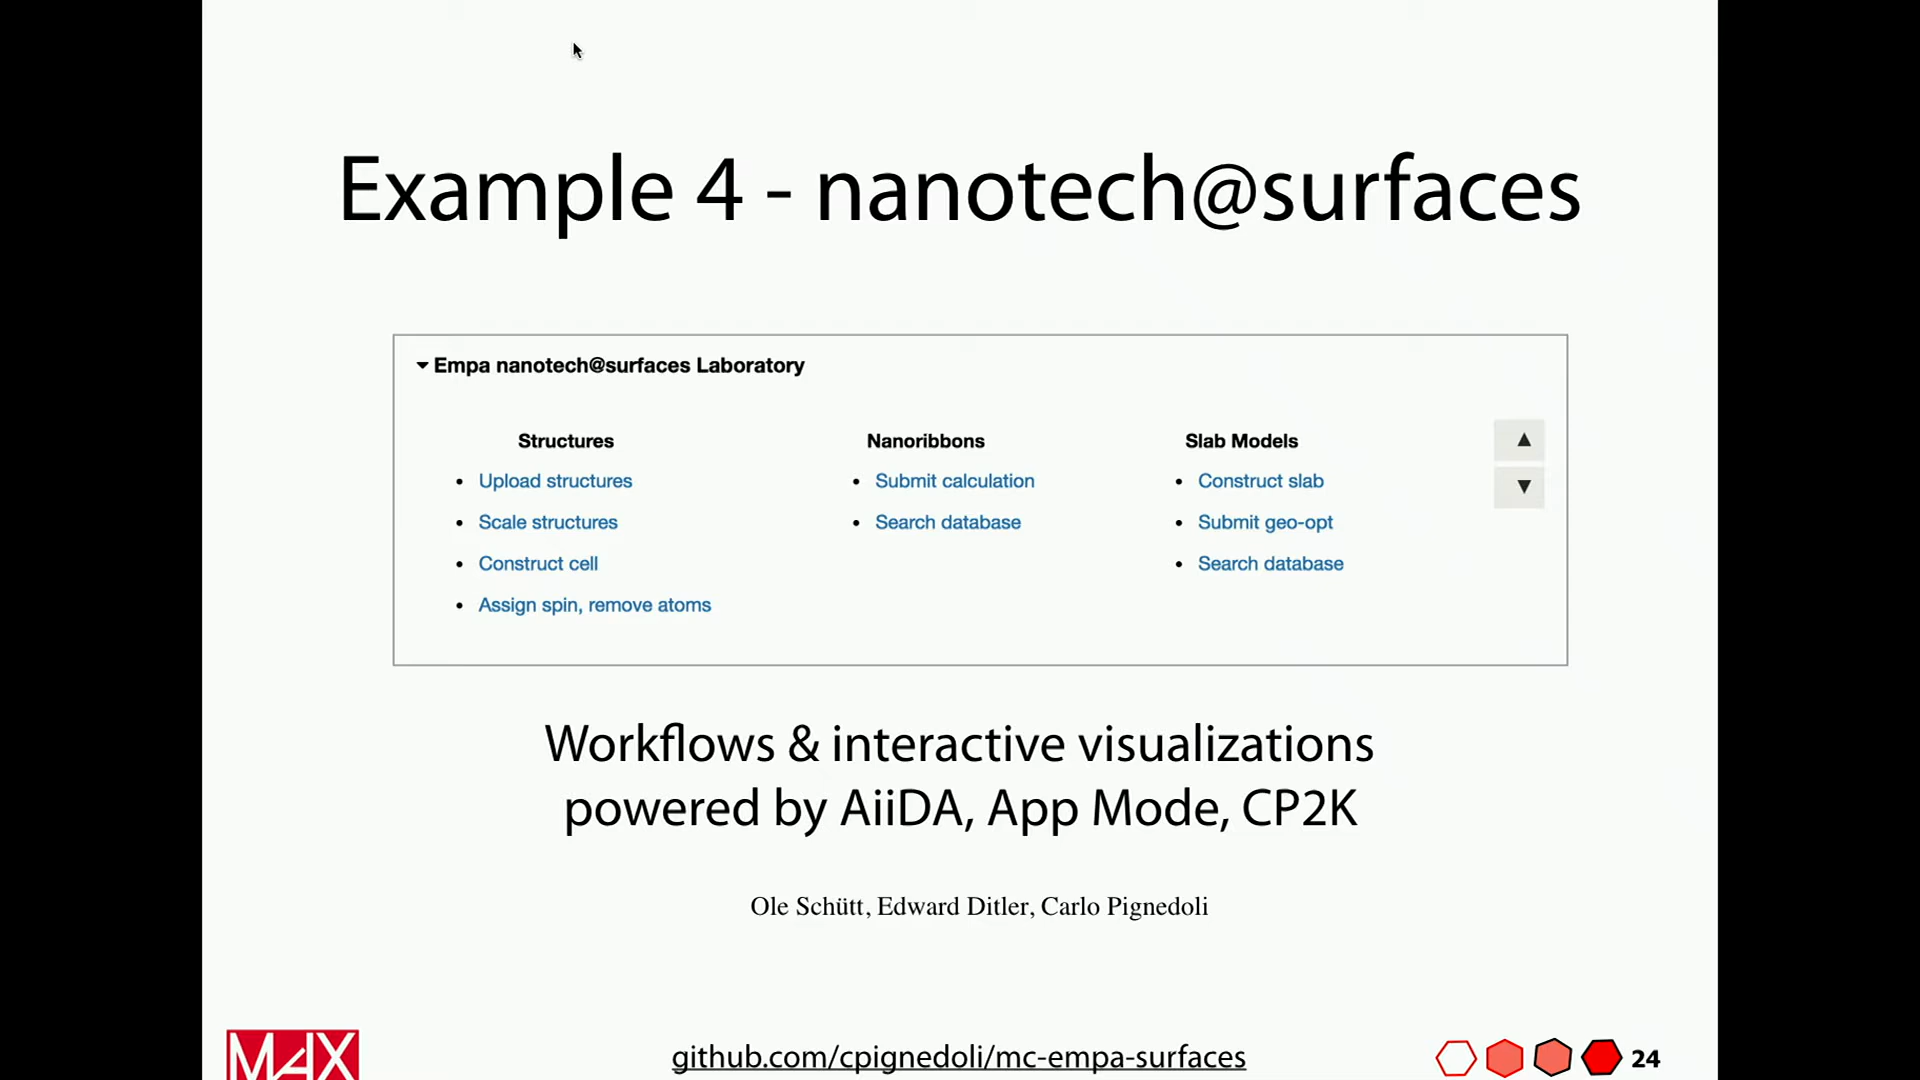 Example 4 - nanotech@surfaces
Empa nanotech@surfaces Laboratory
Structures
Upload structures
Scale structures
Construct cell
Assign spin, remove atoms
Nanoribbons
Submit calculation
Search database
Slab Models
Construct slab
Submit geo-opt
Search database
Workflows & interactive visualizations
powered by AiiDA, App Mode, CP2K
Ole Schütt, Edward Ditler, Carlo Pignedoli
MAX
github.com/cpignedoli/mc-empa-surfaces
24